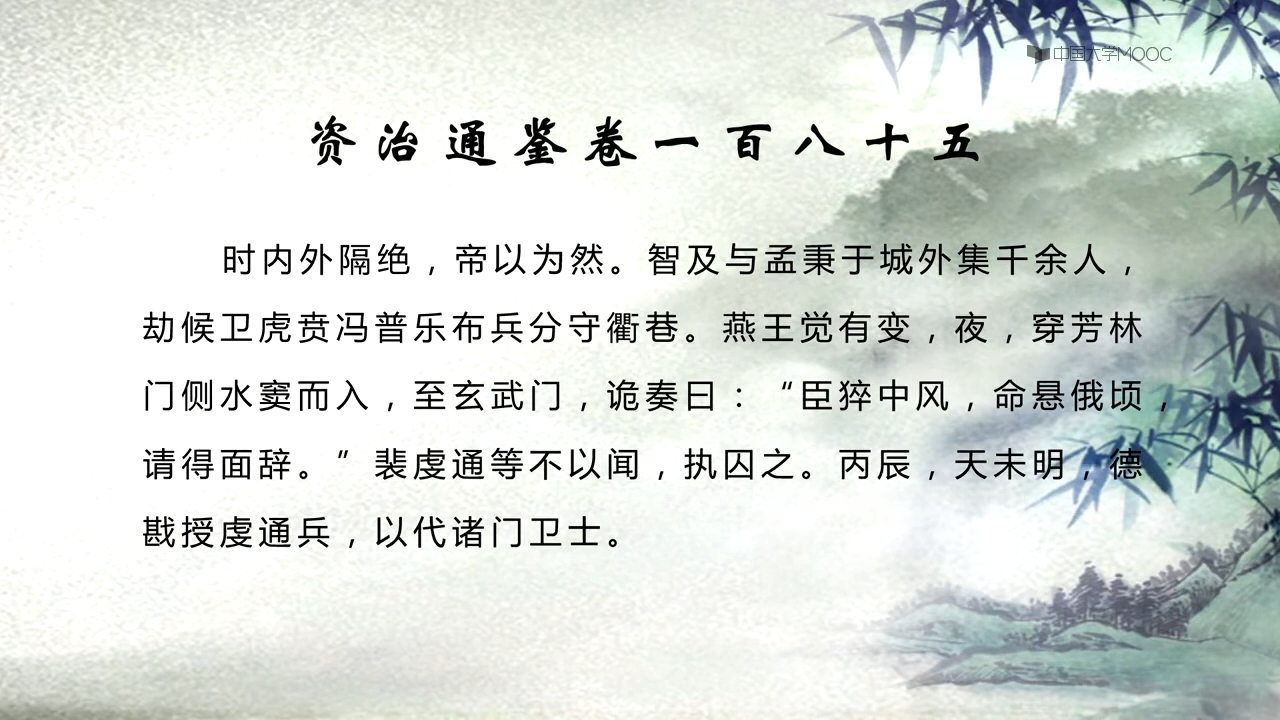 中国大学MOOC
资治通鉴卷一百八十五
时内外隔绝，帝以为然。智及与孟秉于城外集千余人，
劫候卫虎贲冯普乐布兵分守衢巷。燕王觉有变，夜，穿芳林
门侧水窦而入，至玄武门，诡奏曰：“臣猝中风，命悬俄顷，
请得面辞。”裴虔通等不以闻，执囚之。丙辰，天未明，德
戡授虔通兵，以代诸门卫士。